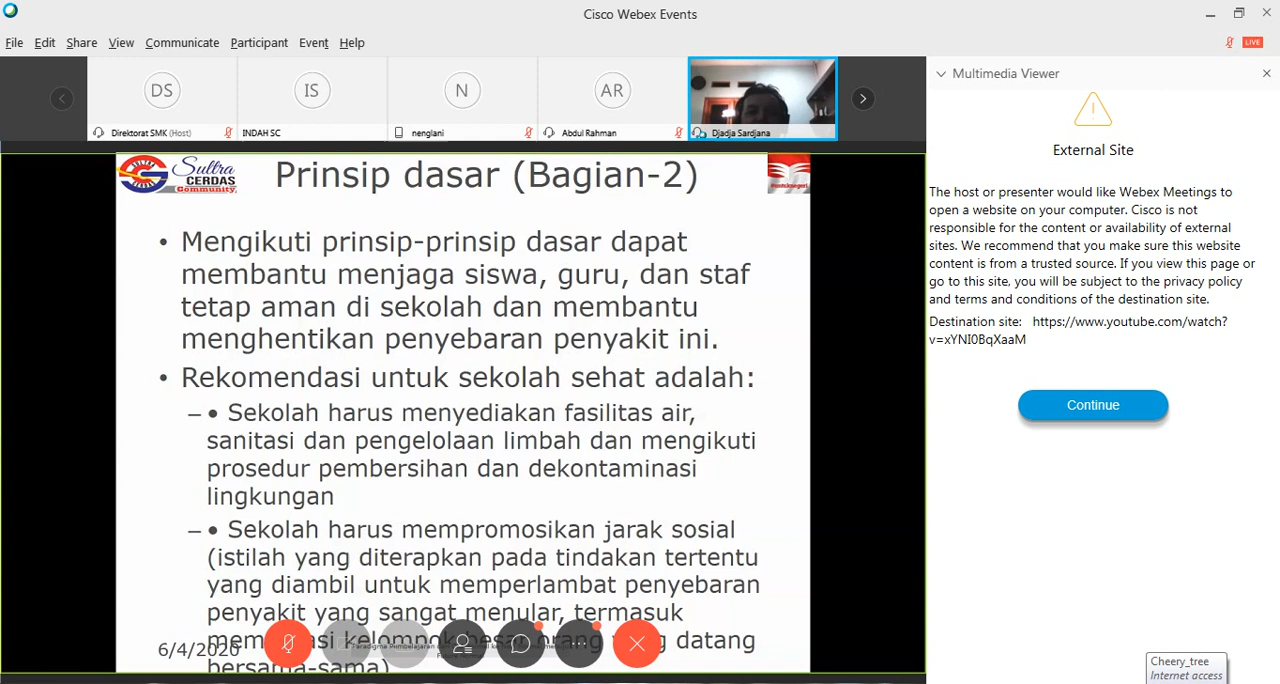 Cisco Webex Events
File Edit Share View Communicate Participant Event Help
LIVE
DS
IS
N
AR
Direktorat SMK (Host)
INDAH SC
nenglani
Abdul Rahman
Djadja Sardjana
Sultra
CERDAS
Community
Prinsip dasar (Bagian-2)
• Mengikuti prinsip-prinsip dasar dapat
membantu menjaga siswa, guru, dan staf
tetap aman di sekolah dan membantu
menghentikan penyebaran penyakit ini.
• Rekomendasi untuk sekolah sehat adalah:
– • Sekolah harus menyediakan fasilitas air,
sanitasi dan pengelolaan limbah dan mengikuti
prosedur pembersihan dan dekontaminasi
lingkungan
– • Sekolah harus mempromosikan jarak sosial
(istilah yang diterapkan pada tindakan tertentu
yang diambil untuk memperlambat penyebaran
penyakit yang sangat menular, termasuk
kelompok besar orang datang
bersama-sama)
6/4/2020
Paradigma Pembelajaran
Multimedia Viewer
External Site
The host or presenter would like Webex Meetings to
open a website on your computer. Cisco is not
responsible for the content or availability of external
sites. We recommend that you make sure this website
content is from a trusted source. If you view this page or
go to this site, you will be subject to the privacy policy
and terms and conditions of the destination site.
Destination site: https://www.youtube.com/watch?
v=xYNI0BqXaaM
Continue
Cheery_tree
Internet access